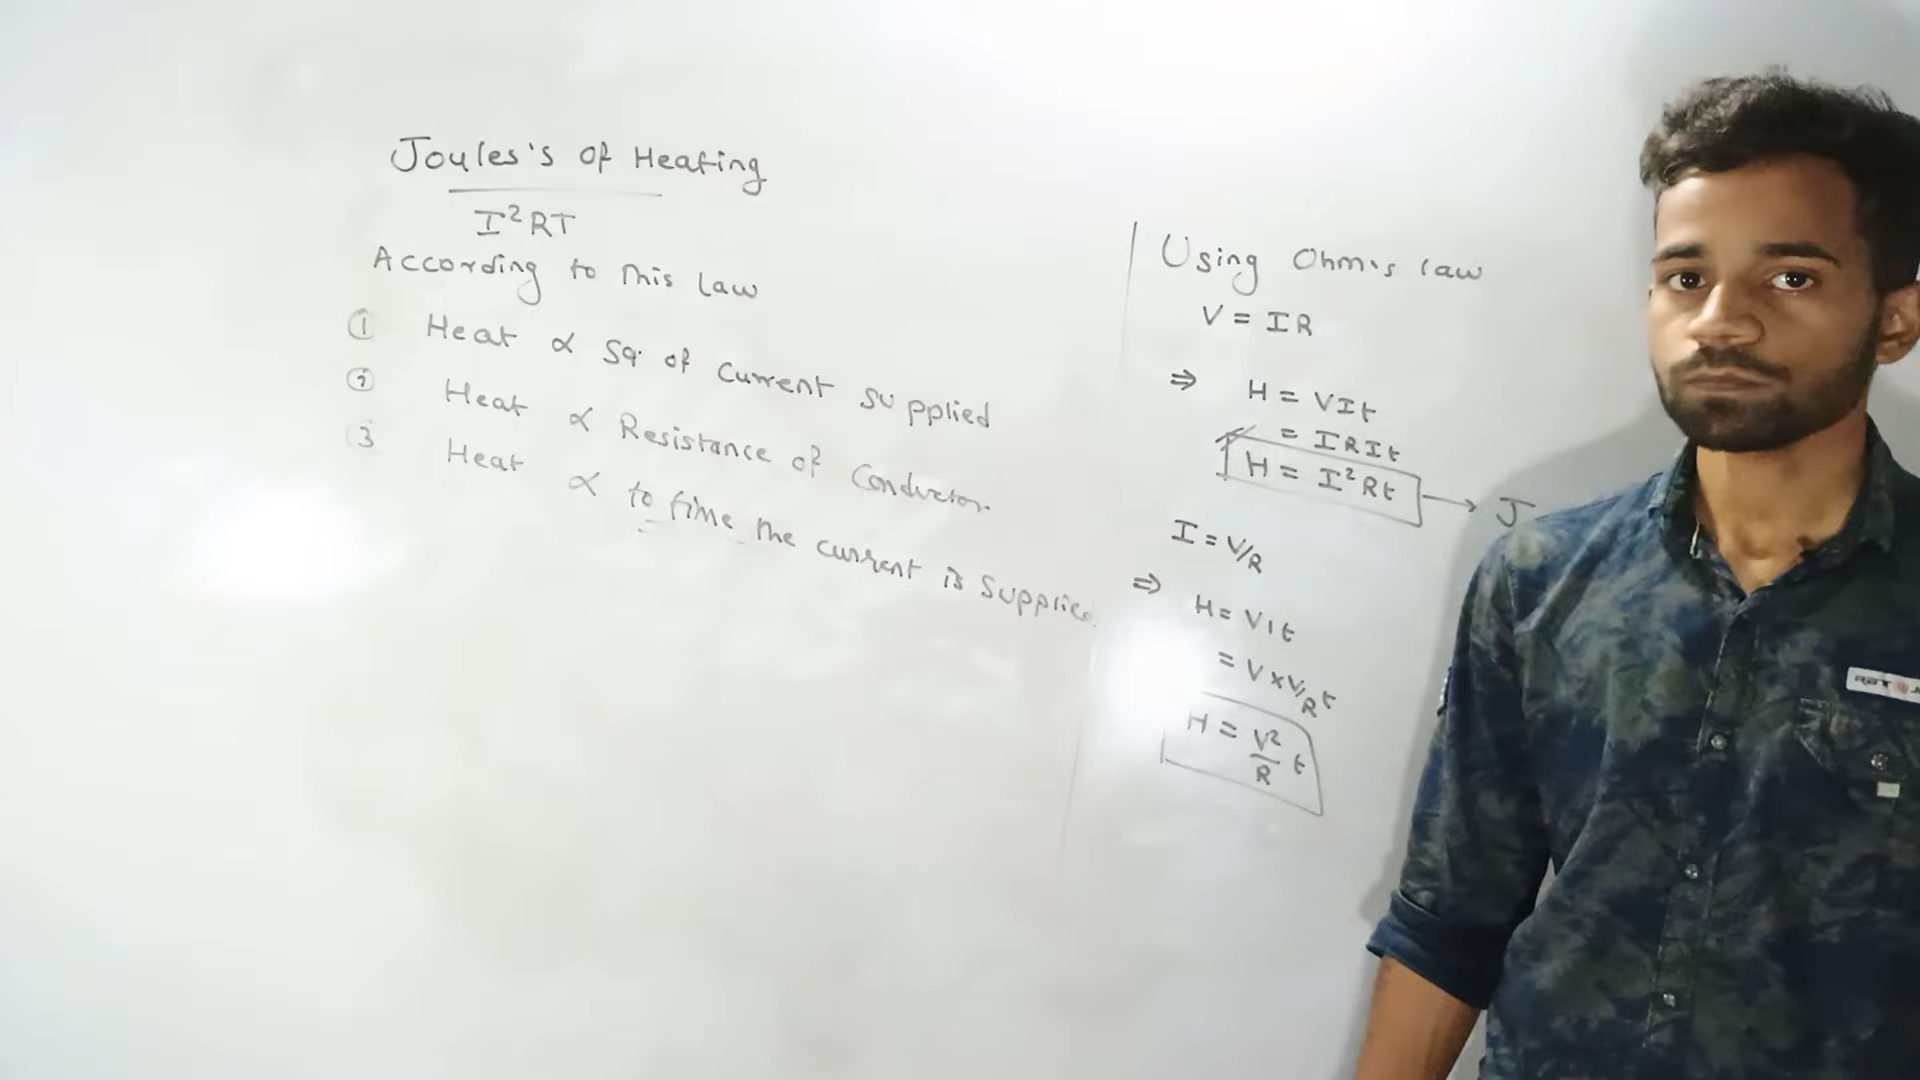 Joules's of Heating
I²RT
According to This Law
① Heat ∝ Sq. of Current supplied
② Heat ∝ Resistance of Conductor
③ Heat ∝ to time the current is Supplied
Using Ohm's law
V = IR
⇒ H = VIt
= IRIt
H = I²Rt → J
I = V/R
⇒ H = VIt
= V×V/R t
H = V²/R t